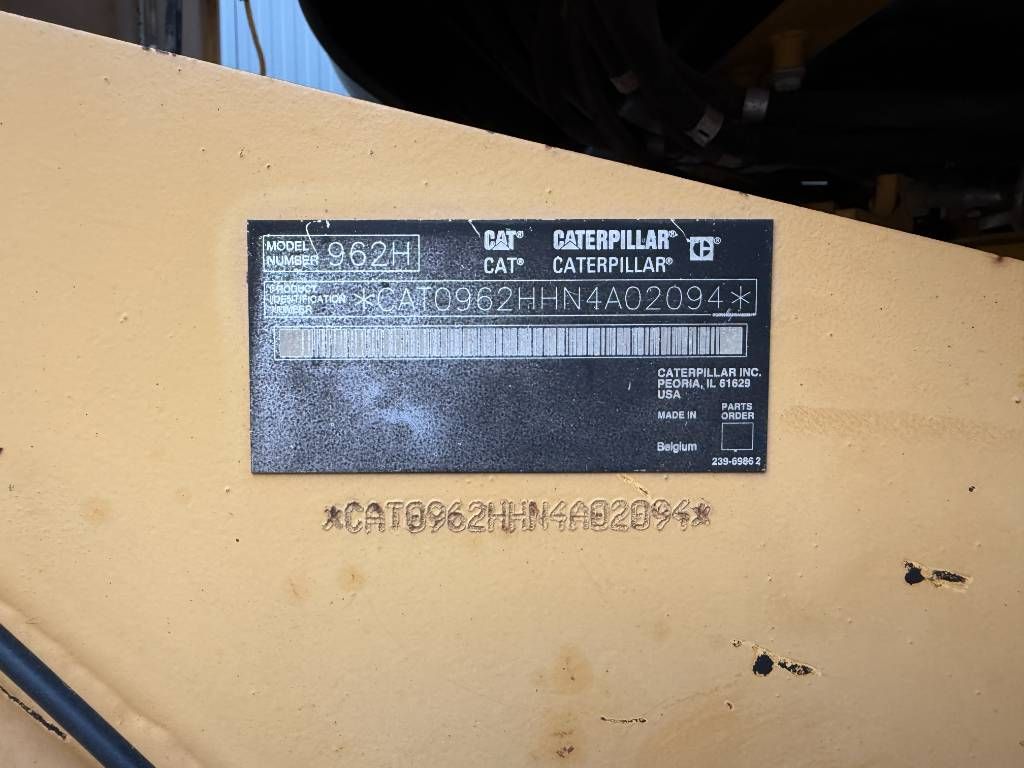 MODEL NUMBER 962H
CAT® CATERPILLAR®
CAT® CATERPILLAR®
PRODUCT IDENTIFICATION NUMBER *CAT0962HHN4A02094*
CATERPILLAR INC.
PEORIA, IL 61629
USA
MADE IN
Belgium
PARTS ORDER
239-6986 2
*CAT0962HHN4A02094*